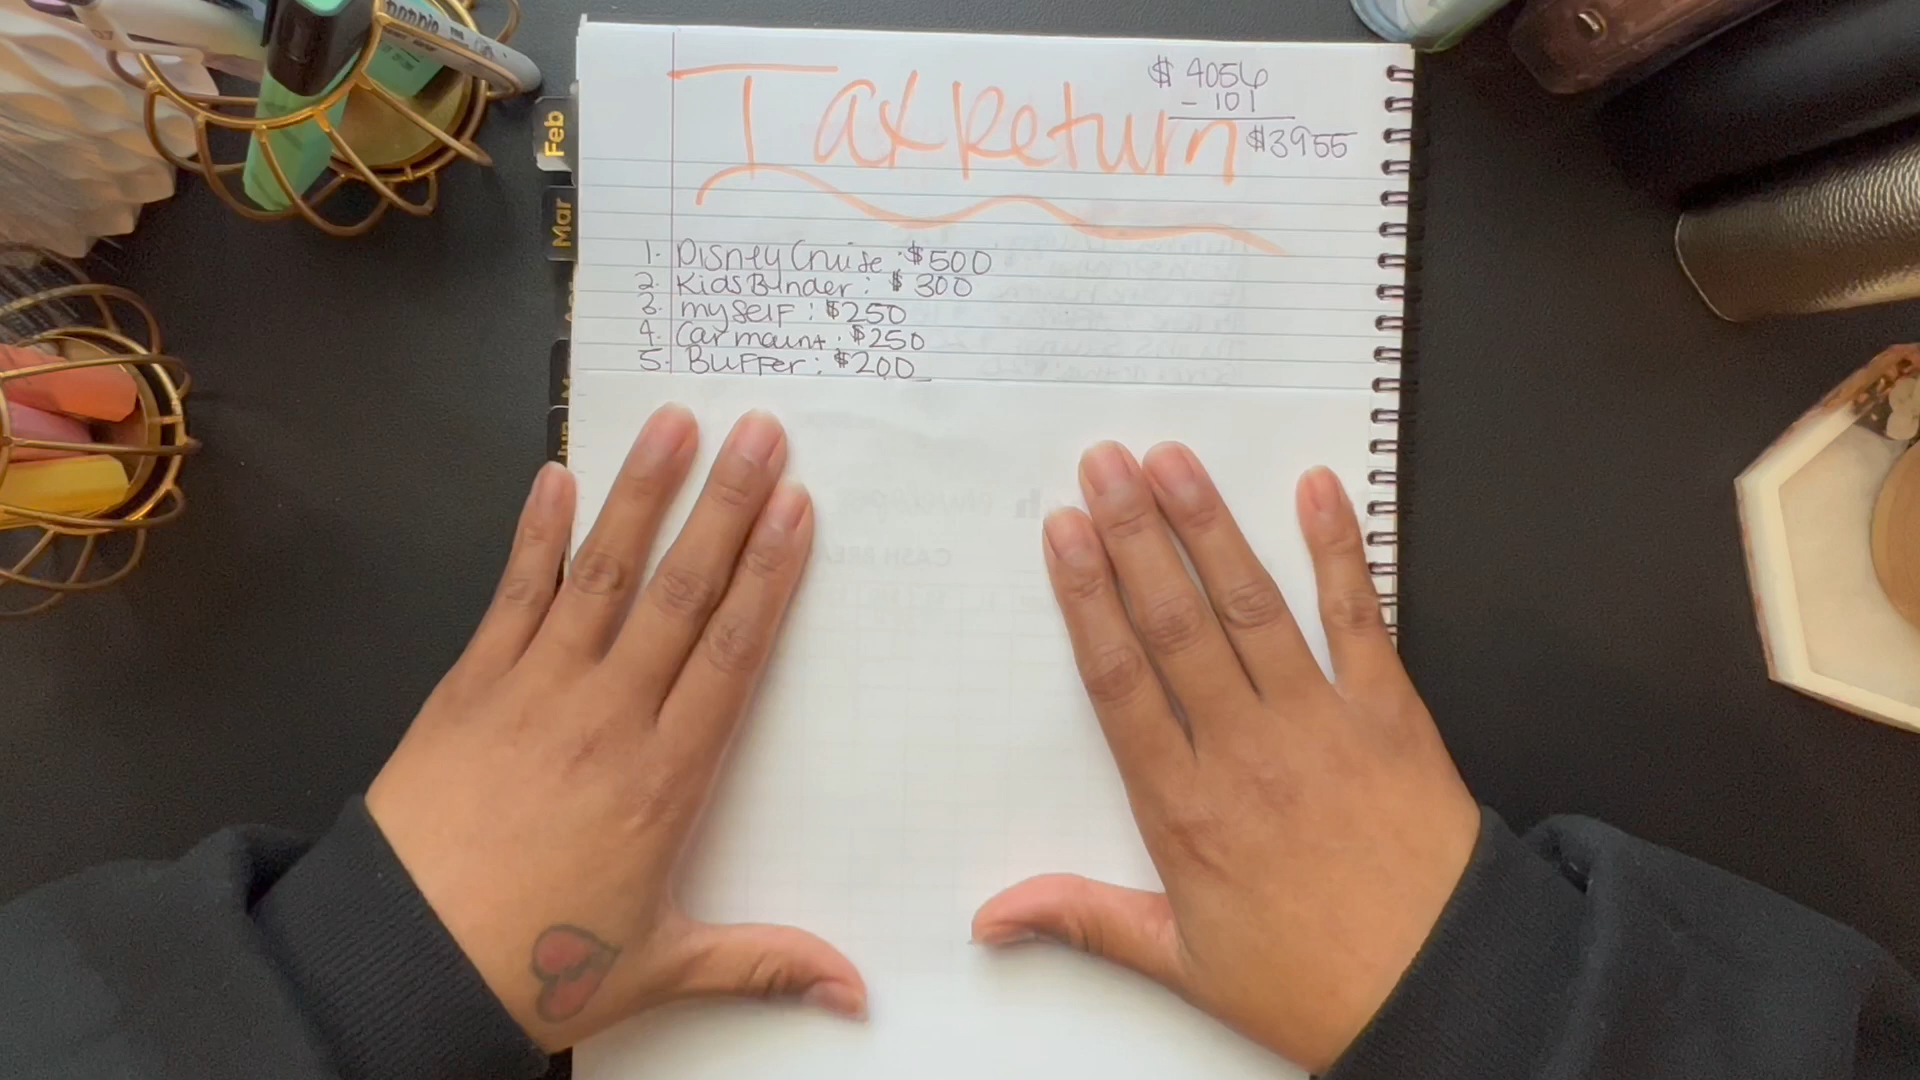 Tax Return
$ 4056
- 101
$3955
1. Disney Cruise : $500
2. Kids Binder : $ 300
3. myself : $250
4. Car maint : $250
5. Buffer : $200
Feb
Mar